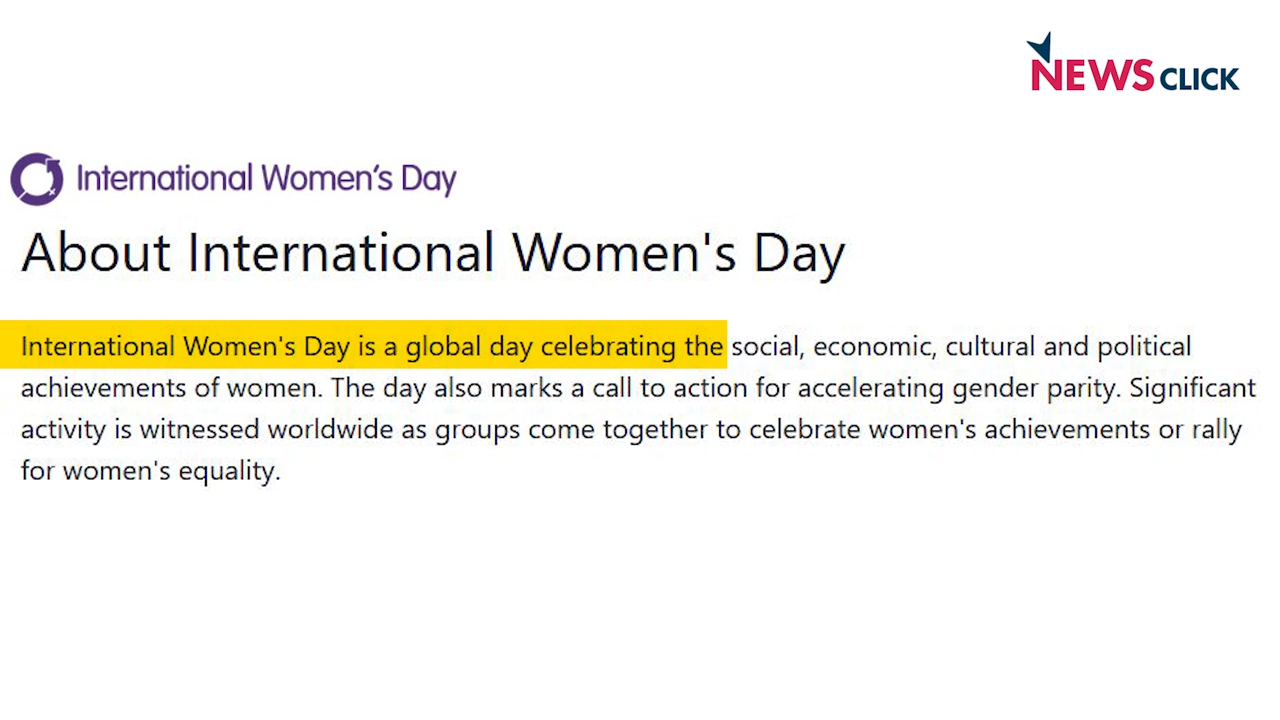 NEWSCLICK
International Women's Day
About International Women's Day
International Women's Day is a global day celebrating the social, economic, cultural and political
achievements of women. The day also marks a call to action for accelerating gender parity. Significant
activity is witnessed worldwide as groups come together to celebrate women's achievements or rally
for women's equality.